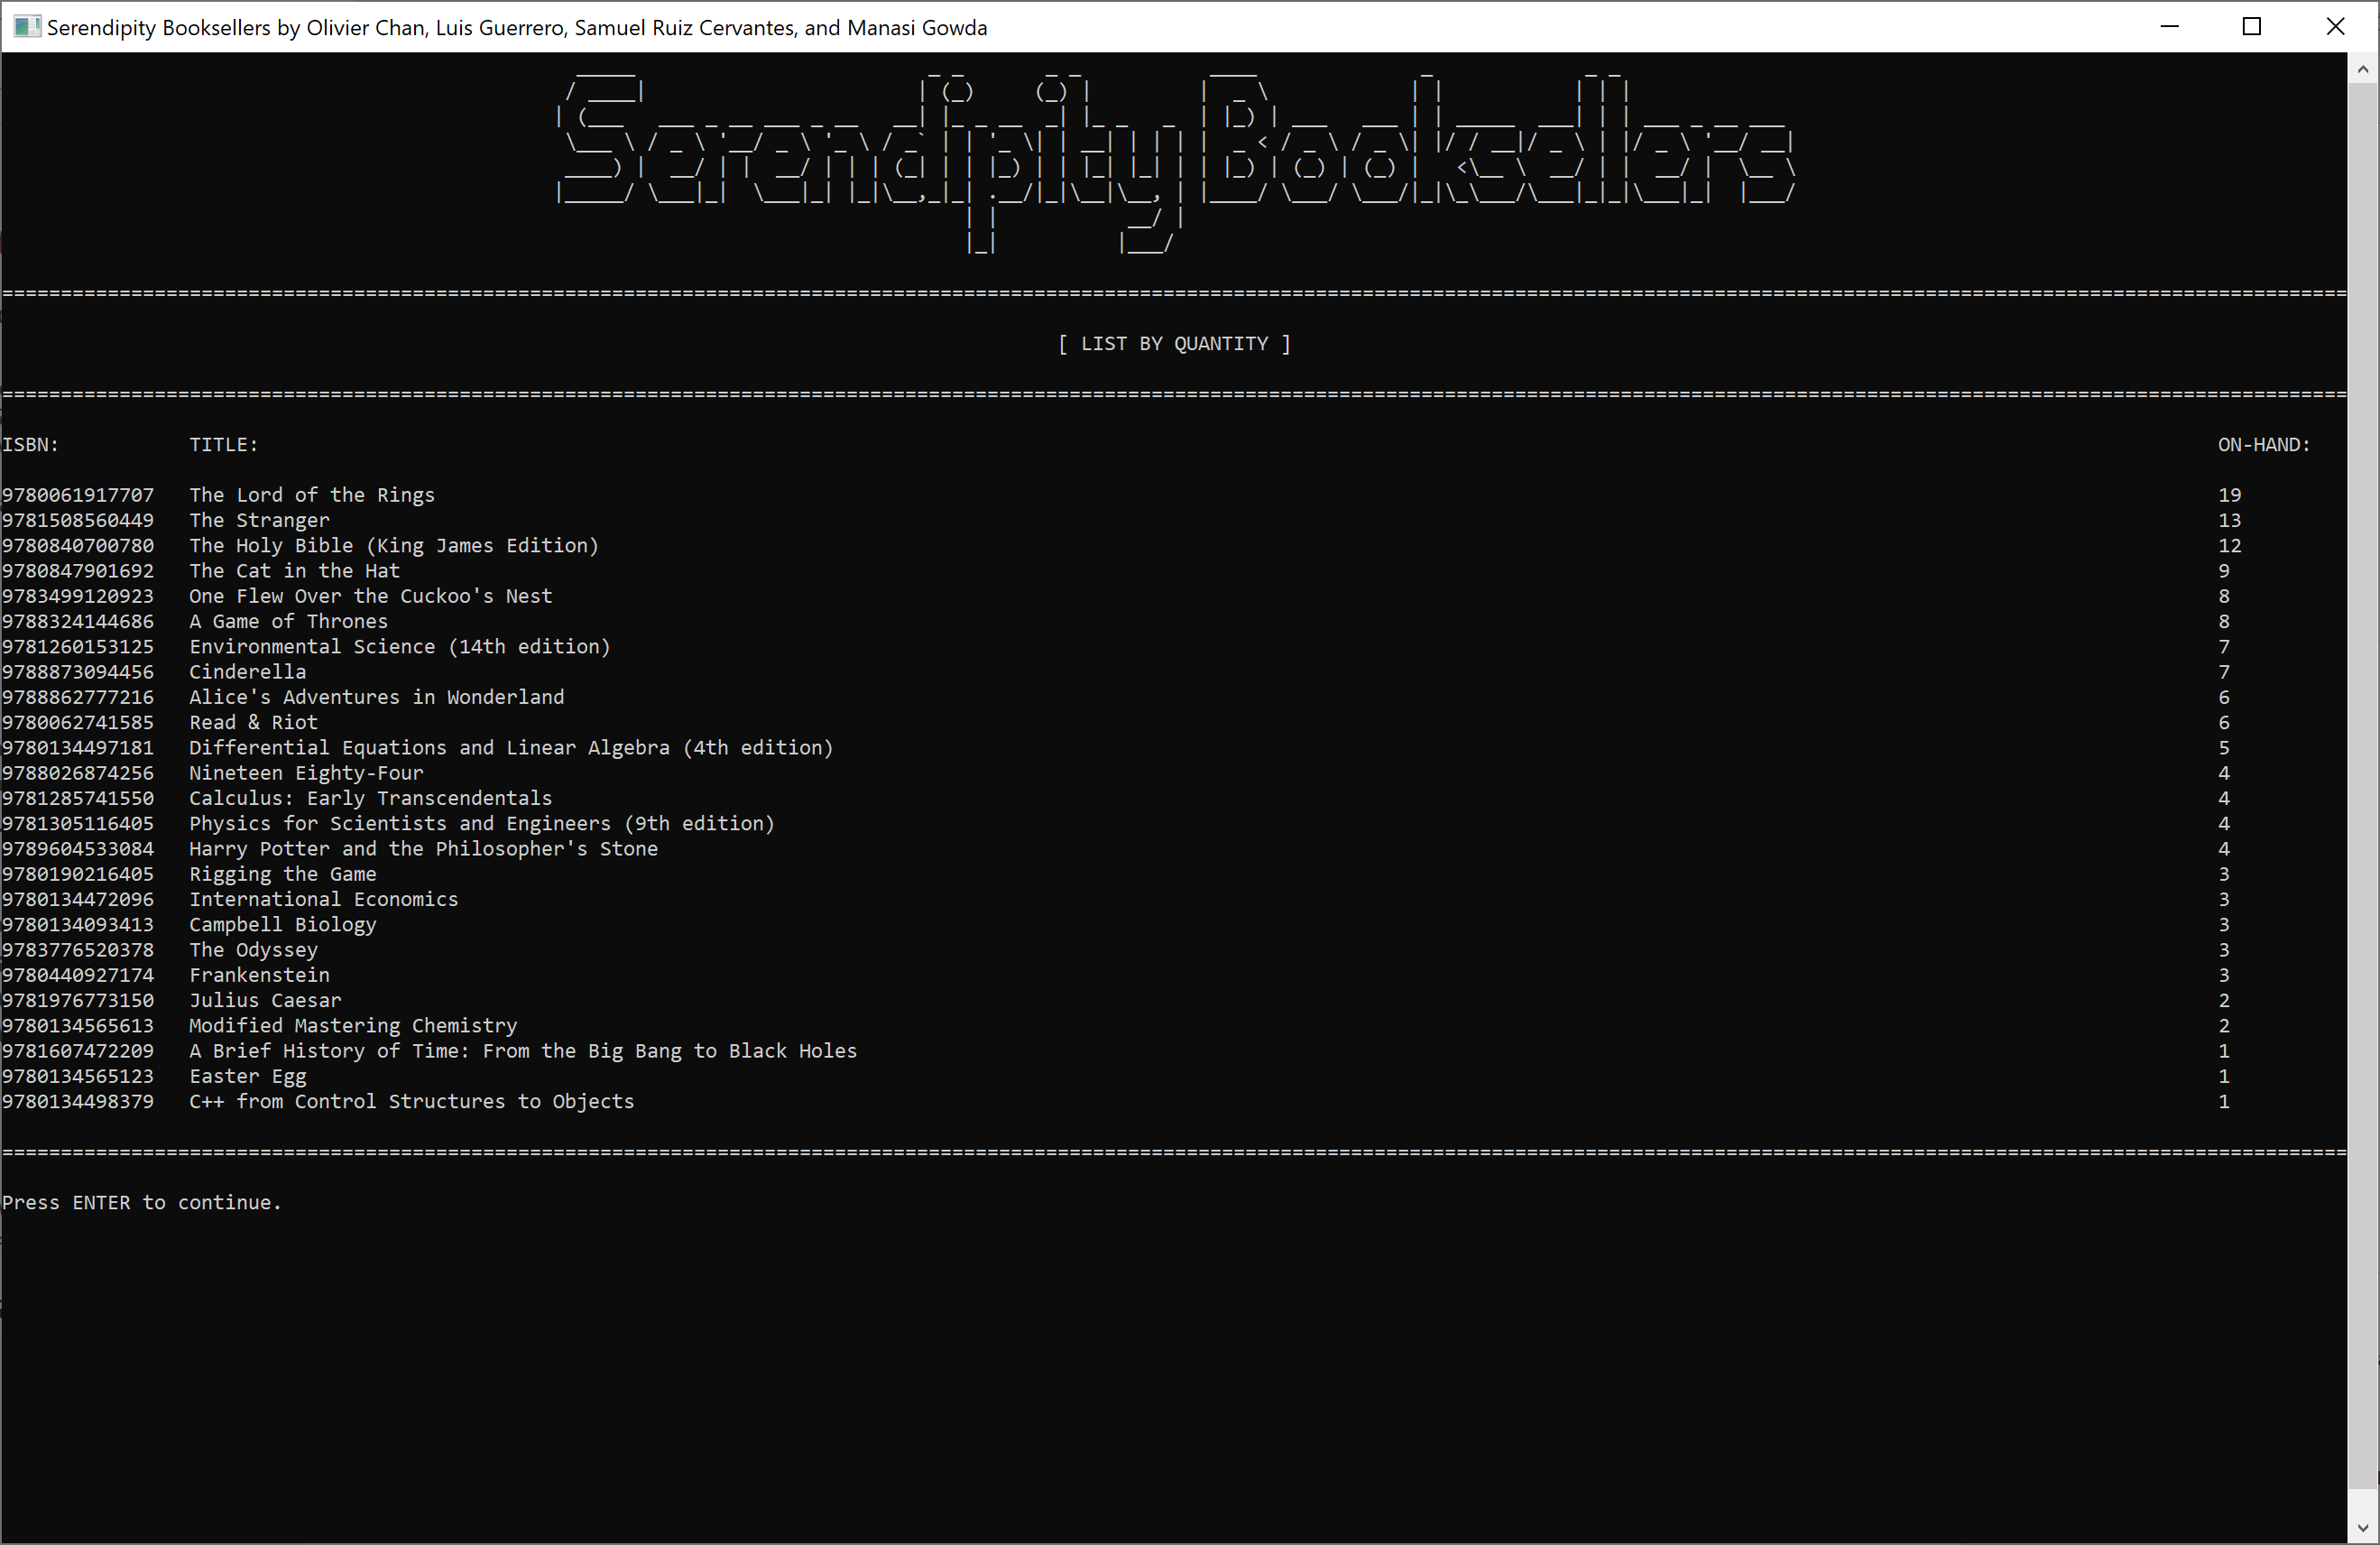 Serendipity Booksellers by Olivier Chan, Luis Guerrero, Samuel Ruiz Cervantes, and Manasi Gowda
Serendipity Booksellers
[ LIST BY QUANTITY ]
ISBN: TITLE: ON-HAND:
9780061917707 The Lord of the Rings 19
9781508560449 The Stranger 13
9780840700780 The Holy Bible (King James Edition) 12
9780847901692 The Cat in the Hat 9
9783499120923 One Flew Over the Cuckoo's Nest 8
9788324144686 A Game of Thrones 8
9781260153125 Environmental Science (14th edition) 7
9788873094456 Cinderella 7
9788862777216 Alice's Adventures in Wonderland 6
9780062741585 Read & Riot 6
9780134497181 Differential Equations and Linear Algebra (4th edition) 5
9788026874256 Nineteen Eighty-Four 4
9781285741550 Calculus: Early Transcendentals 4
9781305116405 Physics for Scientists and Engineers (9th edition) 4
9789604533084 Harry Potter and the Philosopher's Stone 4
9780190216405 Rigging the Game 3
9780134472096 International Economics 3
9780134093413 Campbell Biology 3
9783776520378 The Odyssey 3
9780440927174 Frankenstein 3
9781976773150 Julius Caesar 2
9780134565613 Modified Mastering Chemistry 2
9781607472209 A Brief History of Time: From the Big Bang to Black Holes 1
9780134565123 Easter Egg 1
9780134498379 C++ from Control Structures to Objects 1
Press ENTER to continue.